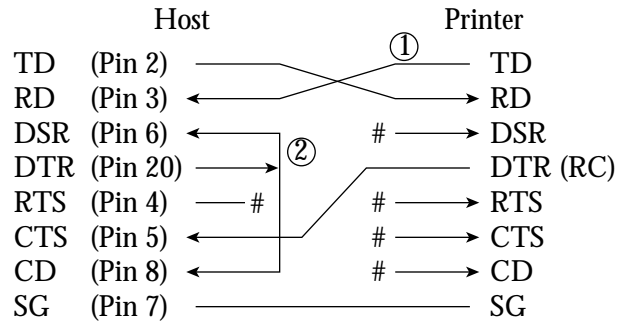 Host Printer
①
TD (Pin 2) TD
RD (Pin 3) RD
DSR (Pin 6) # DSR
②
DTR (Pin 20) DTR (RC)
RTS (Pin 4) # # RTS
CTS (Pin 5) # CTS
CD (Pin 8) # CD
SG (Pin 7) SG